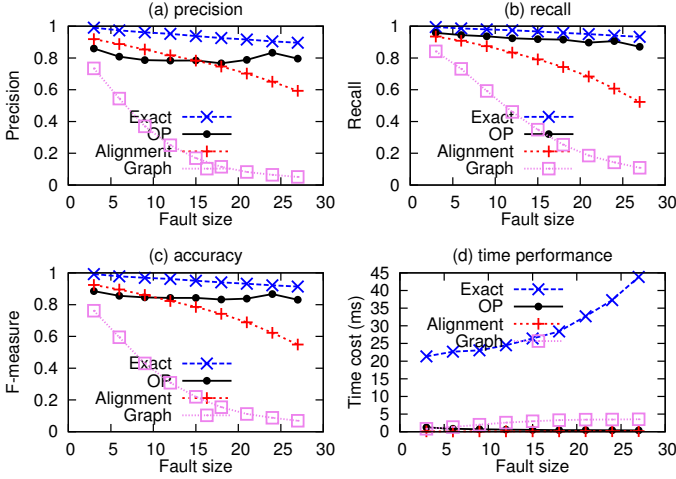 (a) precision
1
0.8
0.6
0.4
0.2
0
Precision
Exact
OP
Alignment
Graph
0 5 10 15 20 25 30
Fault size
(b) recall
1
0.8
0.6
0.4
0.2
0
Recall
Exact
OP
Alignment
Graph
0 5 10 15 20 25 30
Fault size
(c) accuracy
1
0.8
0.6
0.4
0.2
0
F-measure
Exact
OP
Alignment
Graph
0 5 10 15 20 25 30
Fault size
(d) time performance
45
40
35
30
25
20
15
10
5
0
Time cost (ms)
Exact
OP
Alignment
Graph
0 5 10 15 20 25 30
Fault size